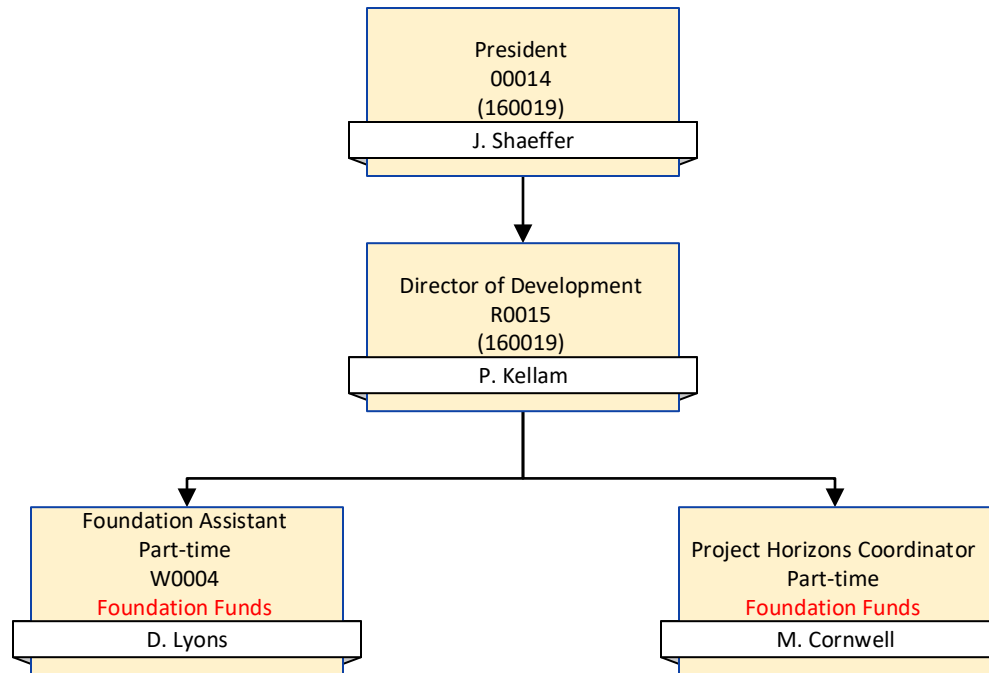 President
00014
(160019)
J. Shaeffer
Director of Development
R0015
(160019)
P. Kellam
Foundation Assistant
Part-time
W0004
Foundation Funds
D. Lyons
Project Horizons Coordinator
Part-time
Foundation Funds
M. Cornwell